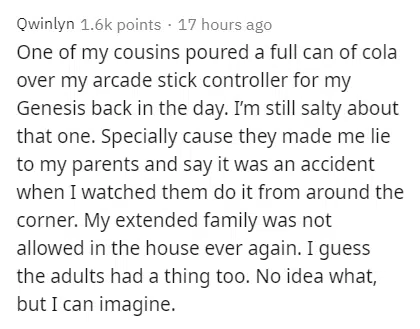 Qwinlyn 1.6k points · 17 hours ago
One of my cousins poured a full can of cola
over my arcade stick controller for my
Genesis back in the day. I’m still salty about
that one. Specially cause they made me lie
to my parents and say it was an accident
when I watched them do it from around the
corner. My extended family was not
allowed in the house ever again. I guess
the adults had a thing too. No idea what,
but I can imagine.